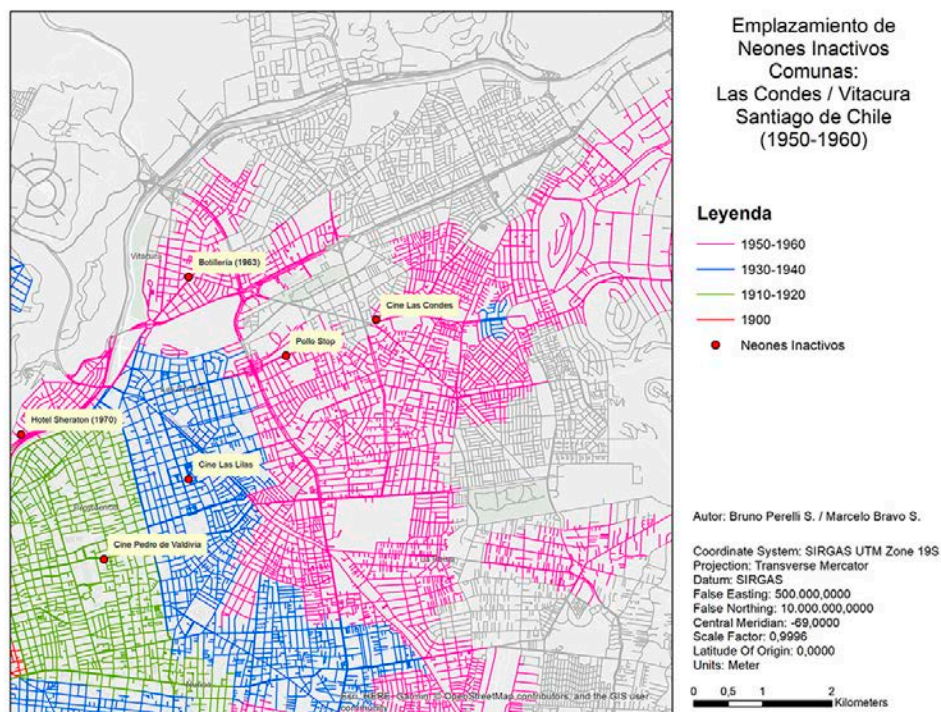 Emplazamiento de
Neones Inactivos
Comunas:
Las Condes / Vitacura
Santiago de Chile
(1950-1960)
Leyenda
1950-1960
1930-1940
1910-1920
1900
Neones Inactivos
Vitacura
Botillería (1963)
Cine Las Condes
Pollo Stop
Hotel Sheraton (1970)
Cine Las Lilas
Cine Pedro de Valdivia
Esri, HERE, Garmin, © OpenStreetMap contributors, and the GIS user
community
Autor: Bruno Perelli S. / Marcelo Bravo S.
Coordinate System: SIRGAS UTM Zone 19S
Projection: Transverse Mercator
Datum: SIRGAS
False Easting: 500.000,0000
False Northing: 10.000.000,0000
Central Meridian: -69,0000
Scale Factor: 0,9996
Latitude Of Origin: 0,0000
Units: Meter
0 0,5 1 2
Kilometers